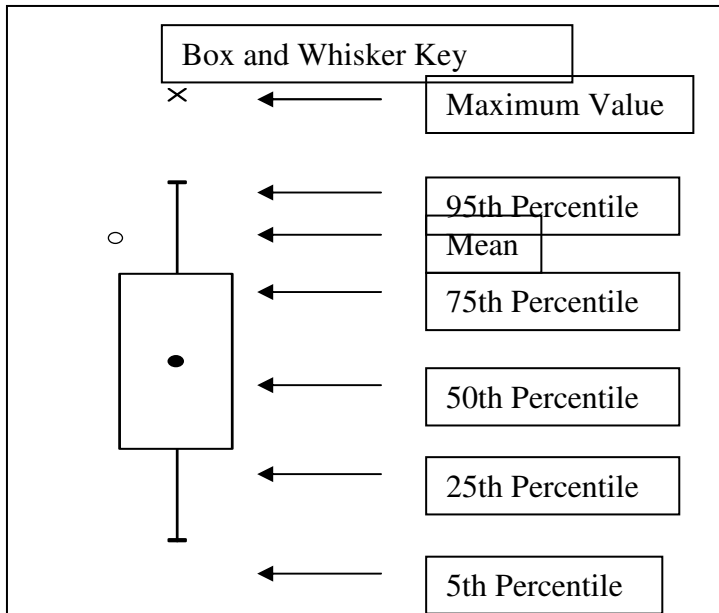 Box and Whisker Key
Maximum Value
95th Percentile
Mean
75th Percentile
50th Percentile
25th Percentile
5th Percentile